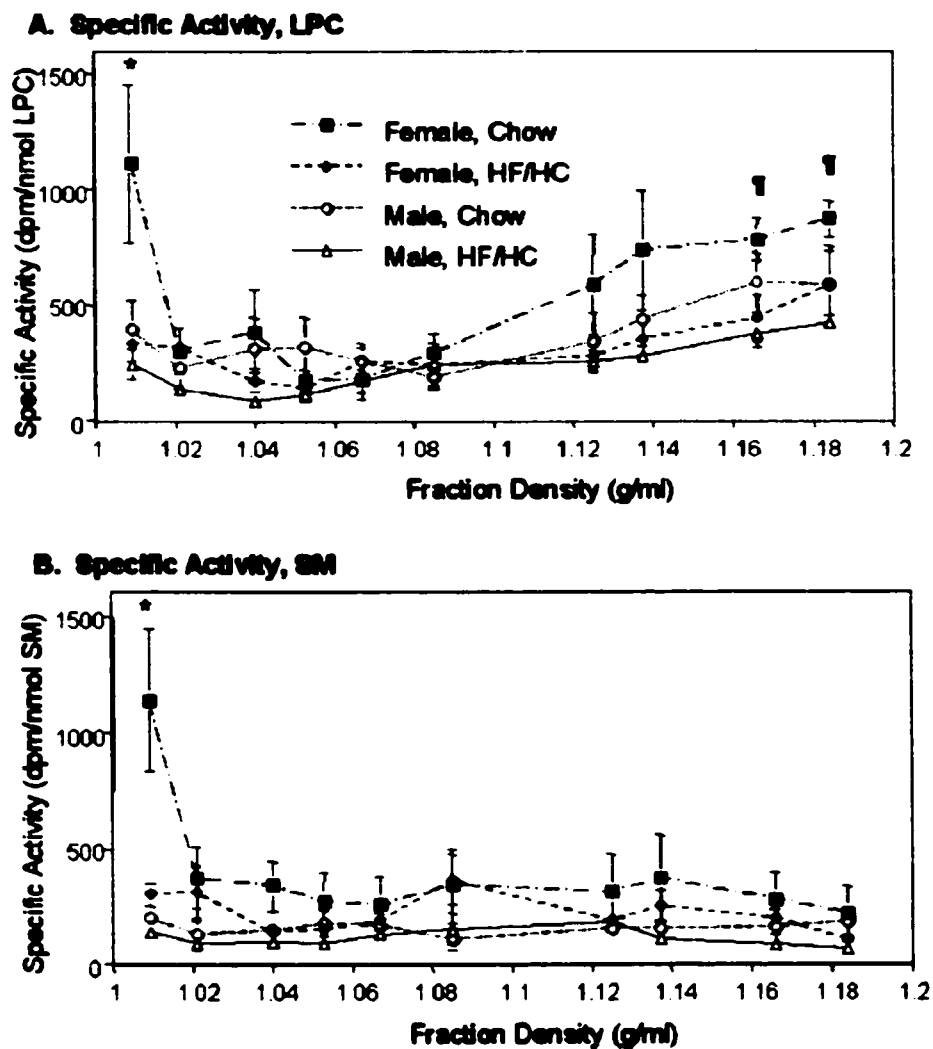 A. Specific Activity, LPC
*
1500
1000
500
0
Specific Activity (dpm/nmol LPC)
Female, Chow
Female, HF/HC
Male, Chow
Male, HF/HC
¶ ¶
1 1.02 1.04 1.06 1.08 1.1 1.12 1.14 1.16 1.18 1.2
Fraction Density (g/ml)
B. Specific Activity, SM
*
1500
1000
500
0
Specific Activity (dpm/nmol SM)
1 1.02 1.04 1.06 1.08 1.1 1.12 1.14 1.16 1.18 1.2
Fraction Density (g/ml)